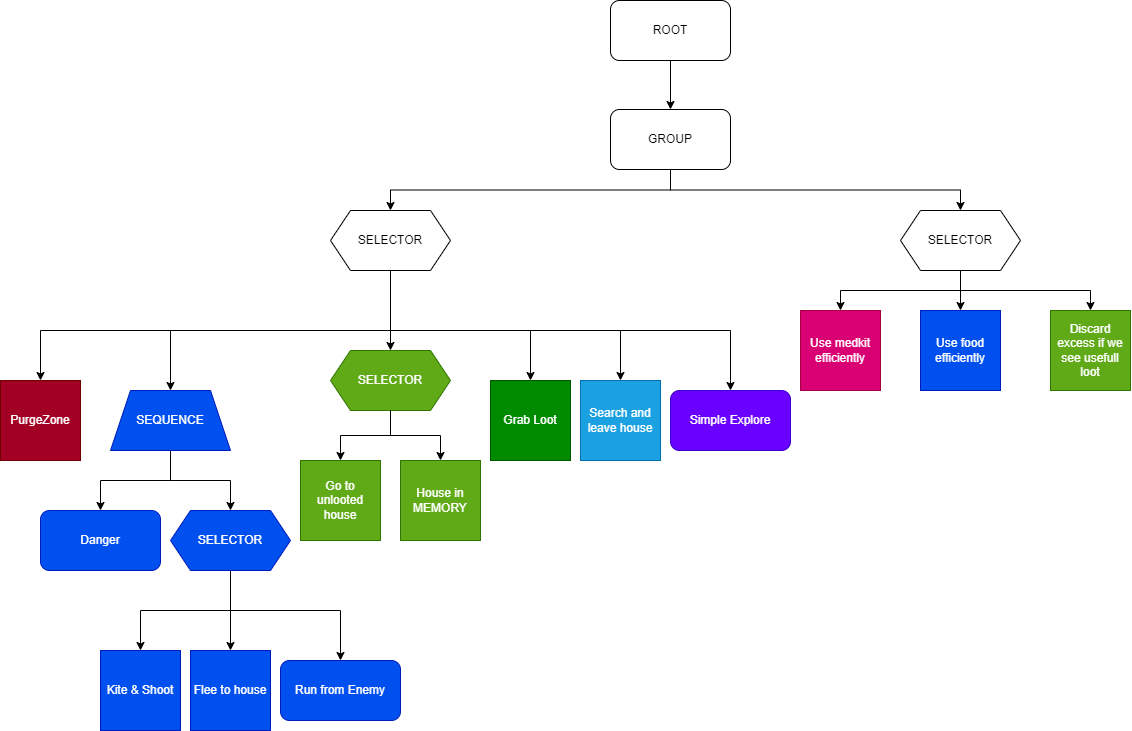 ROOT
GROUP
SELECTOR
SELECTOR
Use medkit
efficiently
Use food
efficiently
Discard
excess if we
see usefull
loot
PurgeZone
SEQUENCE
SELECTOR
Grab Loot
Search and
leave house
Simple Explore
Go to
unlooted
house
House in
MEMORY
Danger
SELECTOR
Kite & Shoot
Flee to house
Run from Enemy